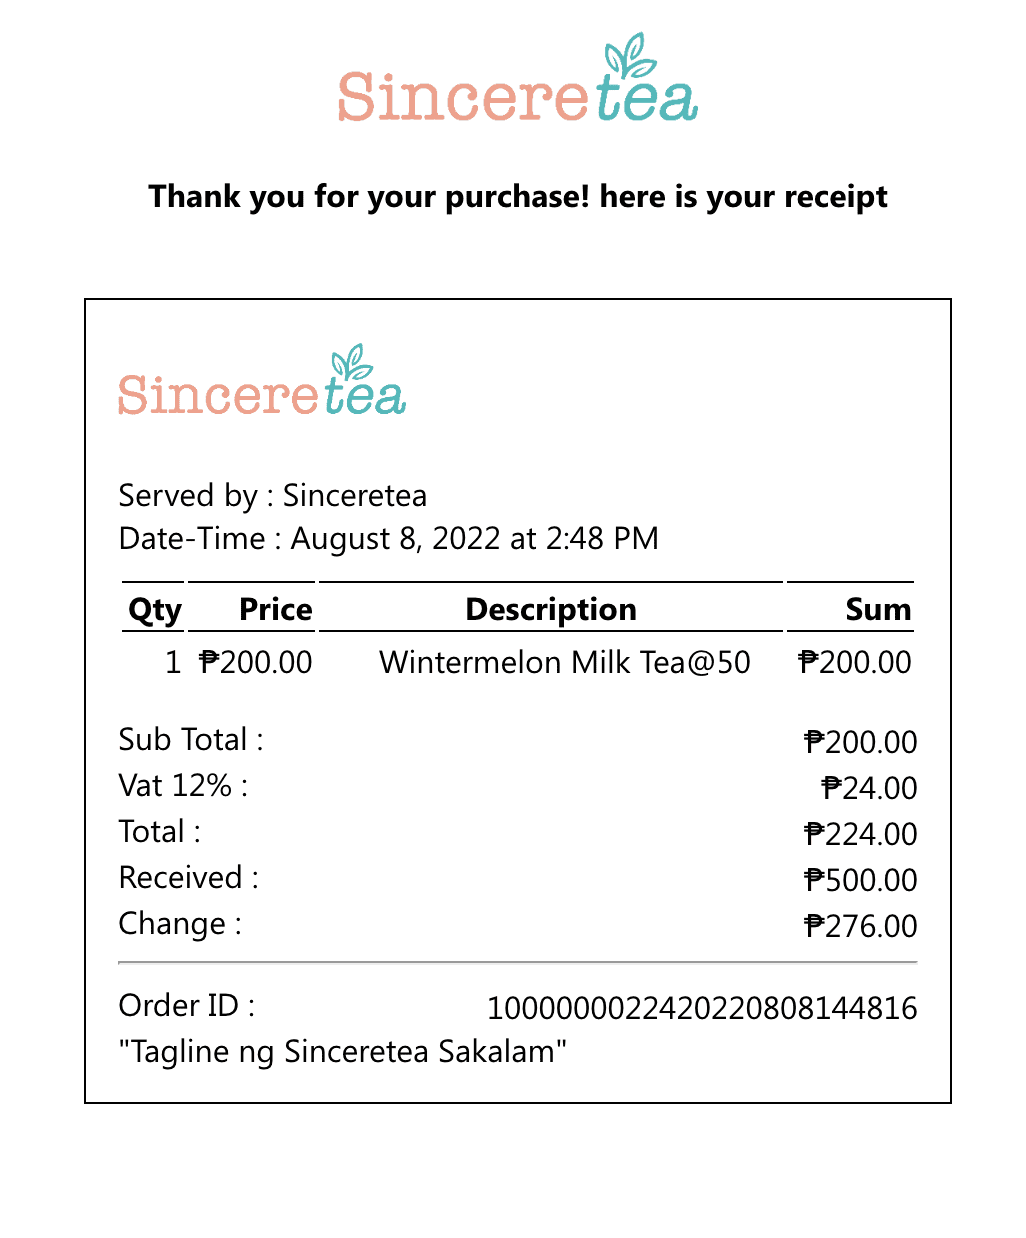 Sinceretea
Thank you for your purchase! here is your receipt
Sinceretea
Served by : Sinceretea
Date-Time : August 8, 2022 at 2:48 PM
Qty Price Description Sum
1 ₱200.00 Wintermelon Milk Tea@50 ₱200.00
Sub Total : ₱200.00
Vat 12% : ₱24.00
Total : ₱224.00
Received : ₱500.00
Change : ₱276.00
Order ID : 1000000022420220808144816
"Tagline ng Sinceretea Sakalam"